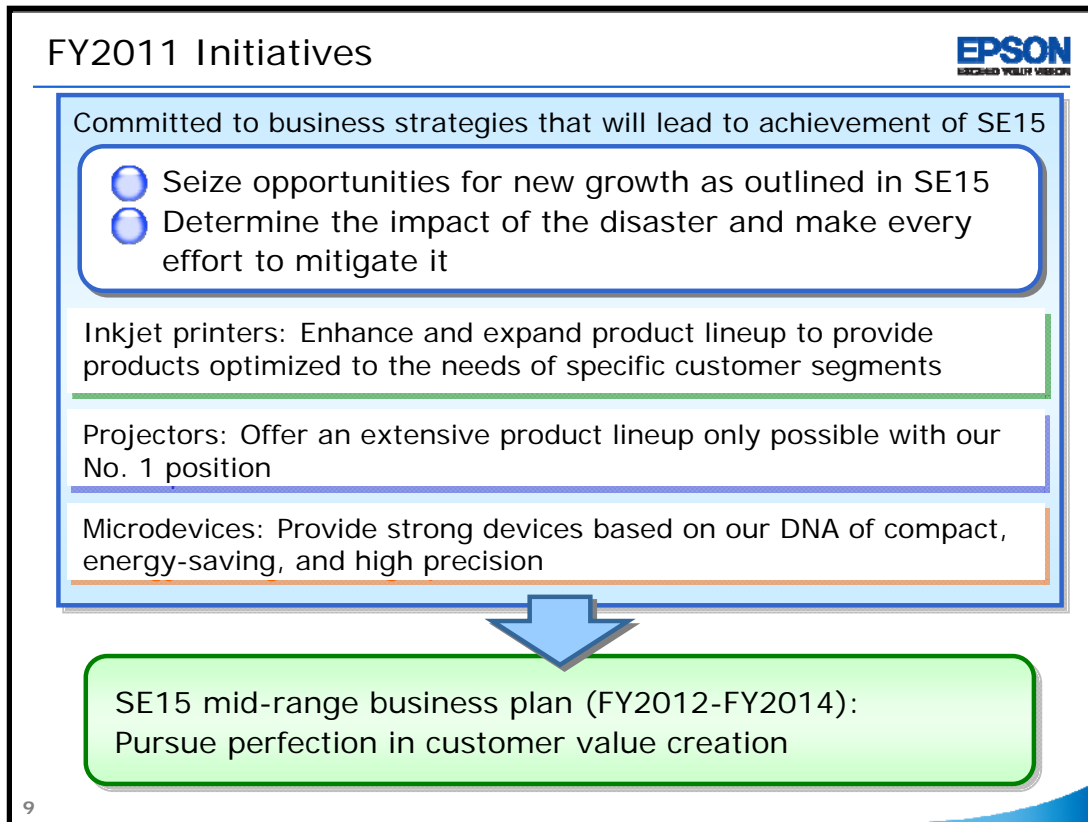 FY2011 Initiatives
EPSON
EXCEED YOUR VISION
Committed to business strategies that will lead to achievement of SE15
Seize opportunities for new growth as outlined in SE15
Determine the impact of the disaster and make every
effort to mitigate it
Inkjet printers: Enhance and expand product lineup to provide
products optimized to the needs of specific customer segments
Projectors: Offer an extensive product lineup only possible with our
No. 1 position
Microdevices: Provide strong devices based on our DNA of compact,
energy-saving, and high precision
SE15 mid-range business plan (FY2012-FY2014):
Pursue perfection in customer value creation
9